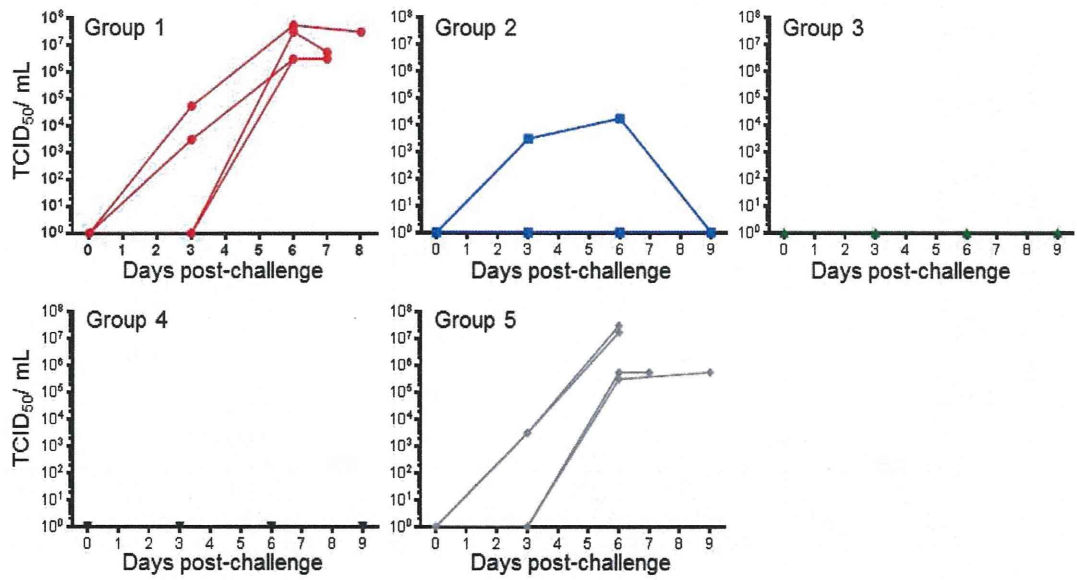 Group 1
Group 2
Group 3
TCID₅₀/ mL
10⁸
10⁷
10⁶
10⁵
10⁴
10³
10²
10¹
10⁰
0 1 2 3 4 5 6 7 8
Days post-challenge
10⁸
10⁷
10⁶
10⁵
10⁴
10³
10²
10¹
10⁰
0 1 2 3 4 5 6 7 8 9
Days post-challenge
10⁸
10⁷
10⁶
10⁵
10⁴
10³
10²
10¹
10⁰
0 1 2 3 4 5 6 7 8 9
Days post-challenge
Group 4
Group 5
TCID₅₀/ mL
10⁸
10⁷
10⁶
10⁵
10⁴
10³
10²
10¹
10⁰
0 1 2 3 4 5 6 7 8 9
Days post-challenge
10⁸
10⁷
10⁶
10⁵
10⁴
10³
10²
10¹
10⁰
0 1 2 3 4 5 6 7 8 9
Days post-challenge